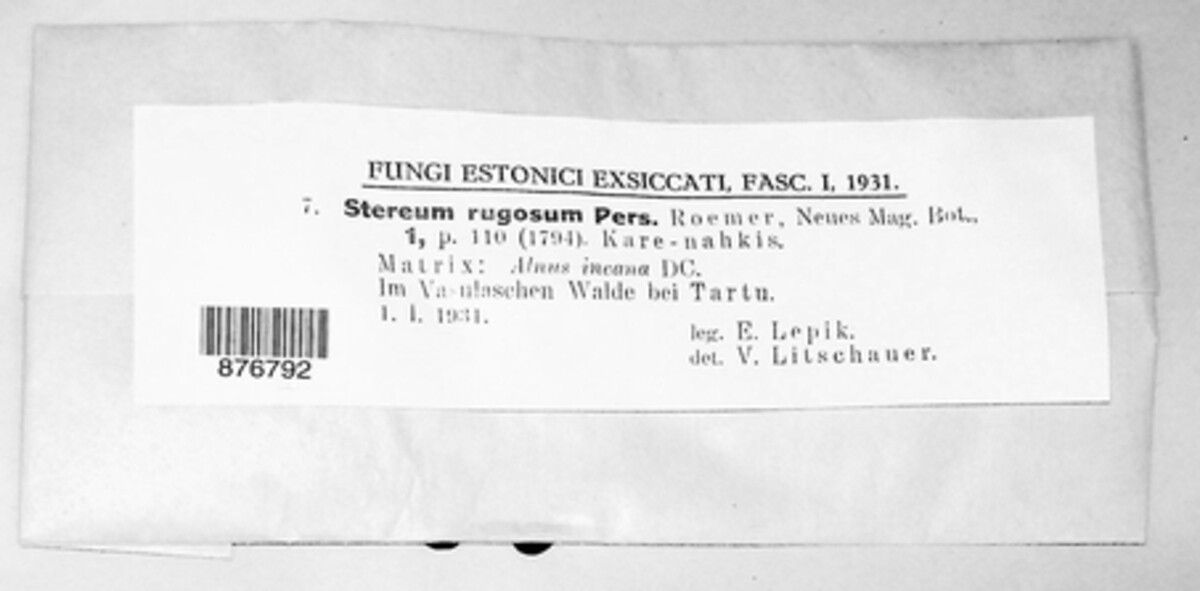 FUNGI ESTONICI EXSICCATI, FASC. I, 1931.
7. Stereum rugosum Pers. Roemer, Neues Mag. Bot.,
1, p. 110 (1794). Kare-nahkis.
Matrix: Alnus incana DC.
Im Vasulaschen Walde bei Tartu.
1. I. 1931.
leg. E. Lepik.
det. V. Litschauer.
876792